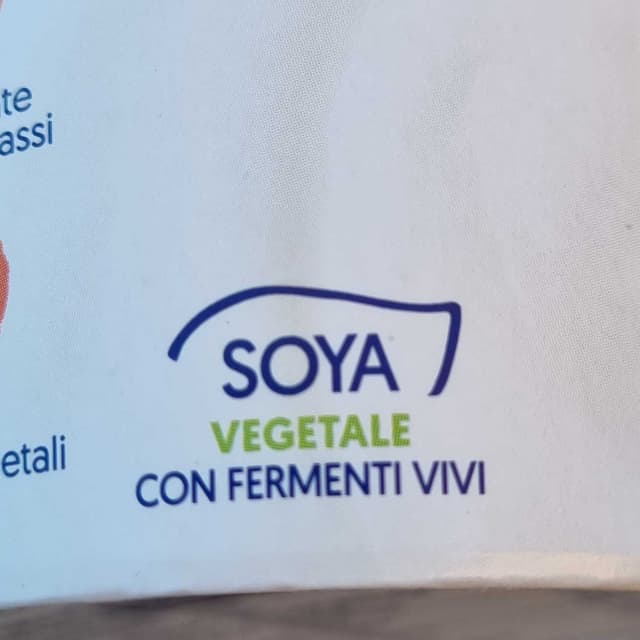 te
assi
SOYA
VEGETALE
etali
CON FERMENTI VIVI